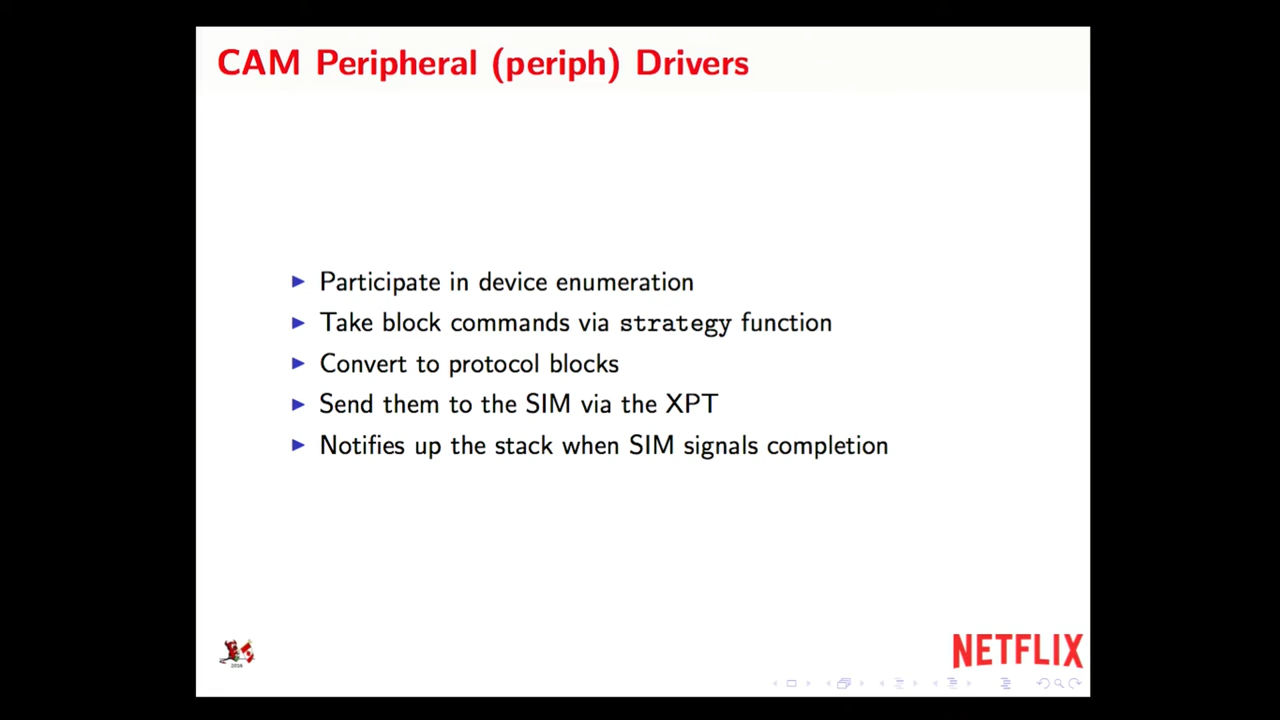 CAM Peripheral (periph) Drivers
Participate in device enumeration
Take block commands via strategy function
Convert to protocol blocks
Send them to the SIM via the XPT
Notifies up the stack when SIM signals completion
NETFLIX